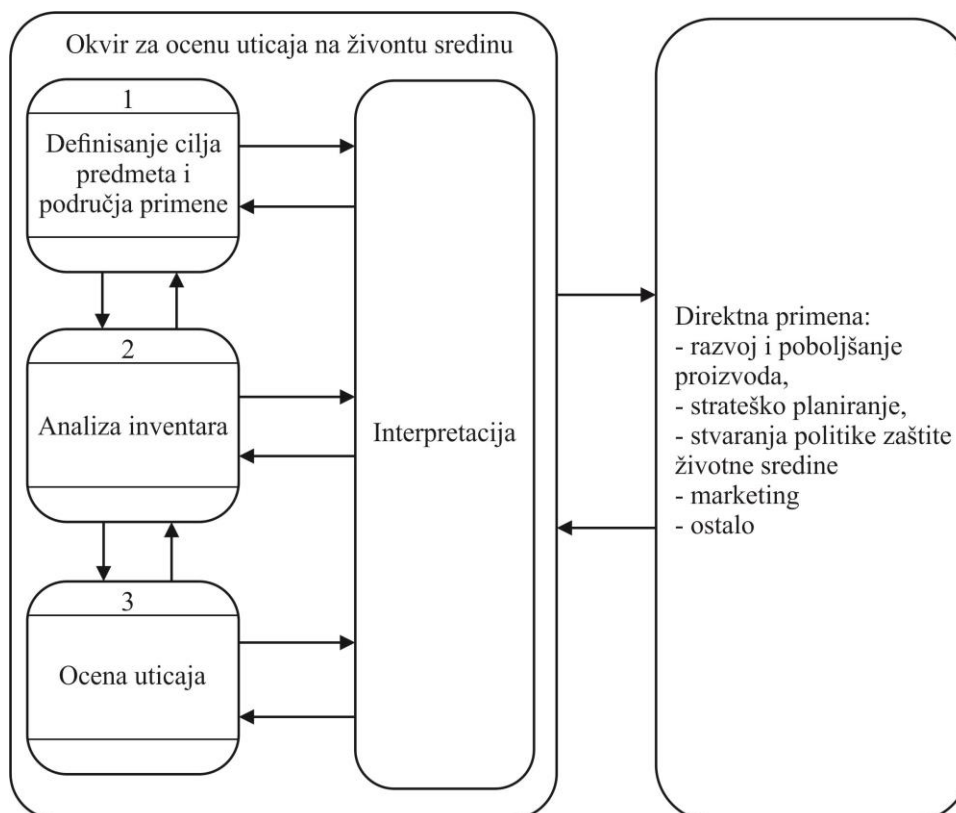 Okvir za ocenu uticaja na živontu sredinu
1
Definisanje cilja
predmeta i
područja primene
2
Analiza inventara
3
Ocena uticaja
Interpretacija
Direktna primena:
- razvoj i poboljšanje
proizvoda,
- strateško planiranje,
- stvaranja politike zaštite
životne sredine
- marketing
- ostalo